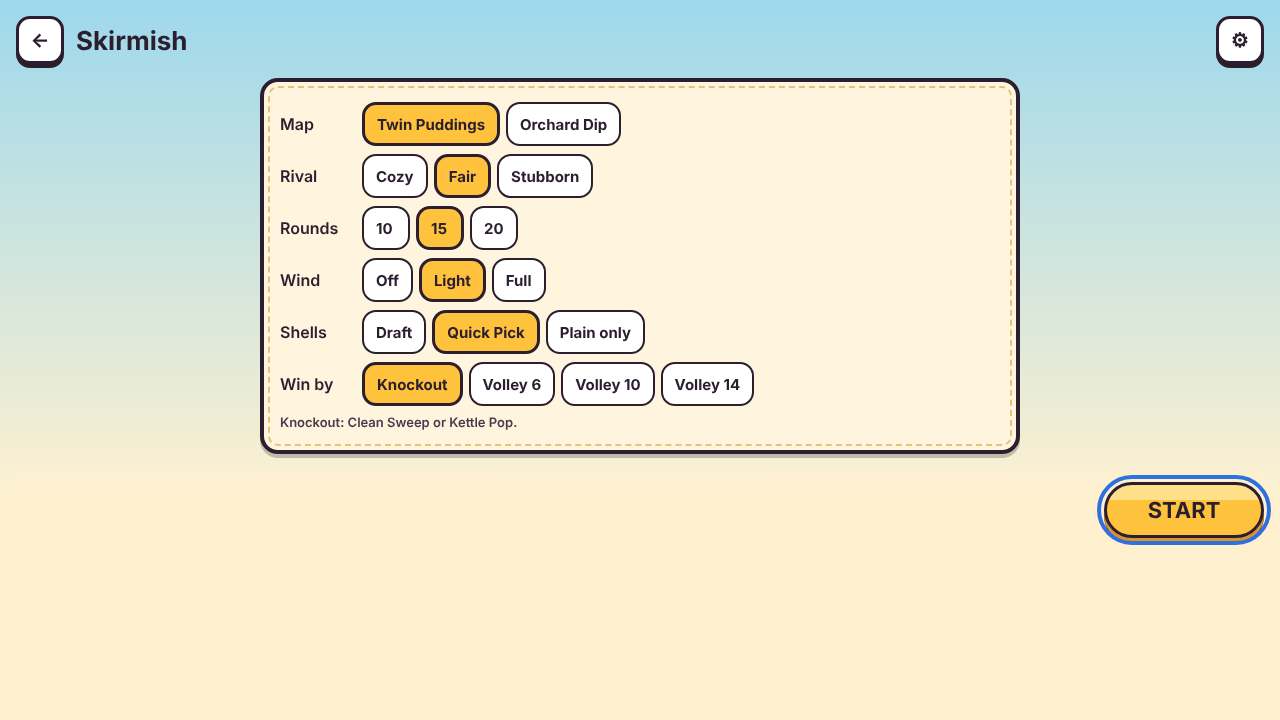 ← Skirmish ⚙
Map Twin Puddings Orchard Dip
Rival Cozy Fair Stubborn
Rounds 10 15 20
Wind Off Light Full
Shells Draft Quick Pick Plain only
Win by Knockout Volley 6 Volley 10 Volley 14
Knockout: Clean Sweep or Kettle Pop.
START